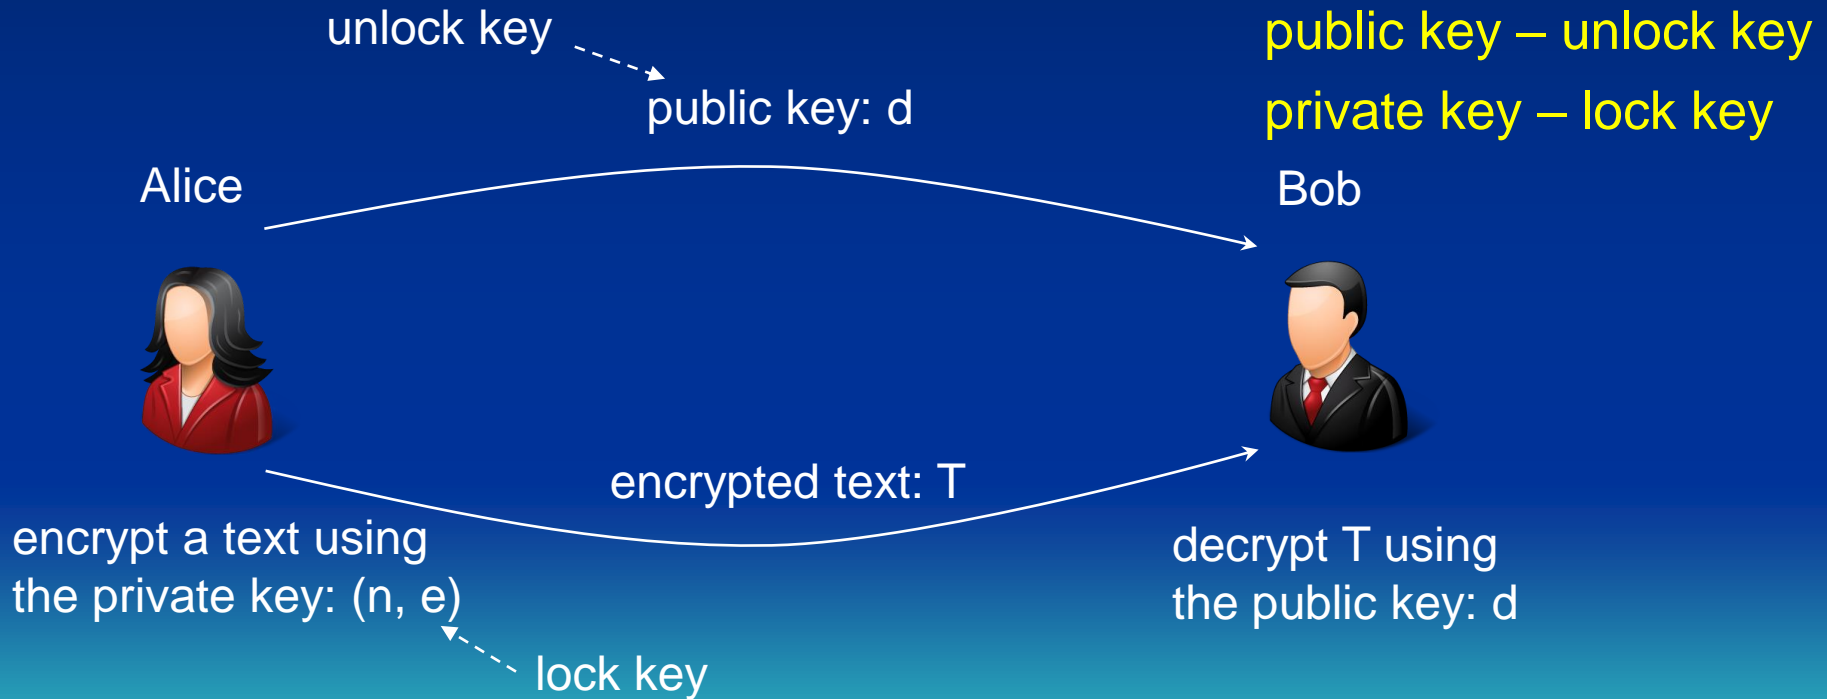 unlock key
public key: d
public key – unlock key
private key – lock key
Alice
Bob
encrypted text: T
encrypt a text using
the private key: (n, e)
lock key
decrypt T using
the public key: d